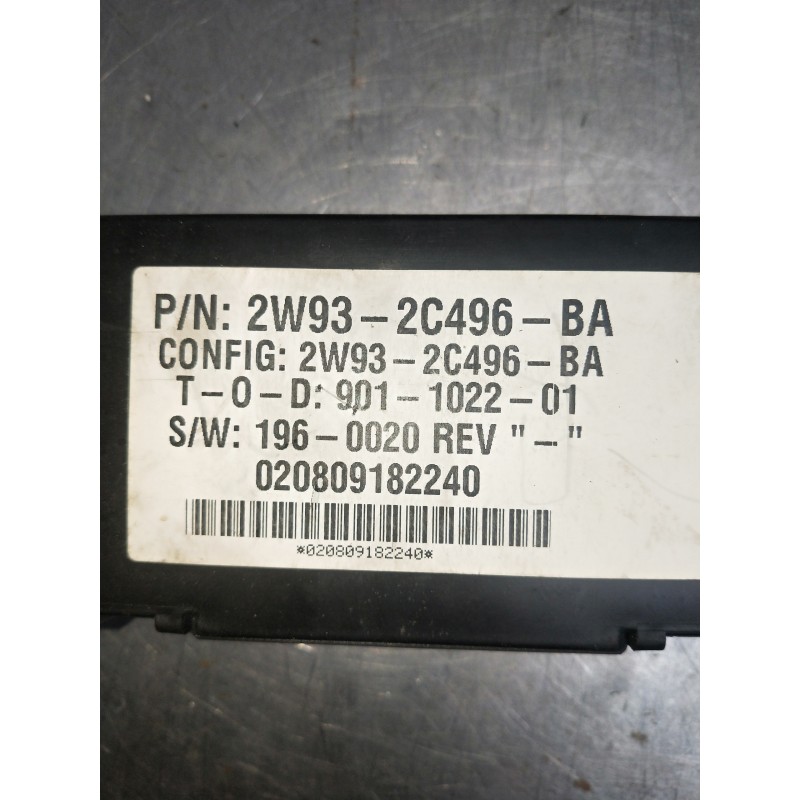 P/N: 2W93-2C496-BA
CONFIG: 2W93-2C496-BA
T-O-D: 901-1022-01
S/W: 196-0020 REV "-"
020809182240
*020809182240*